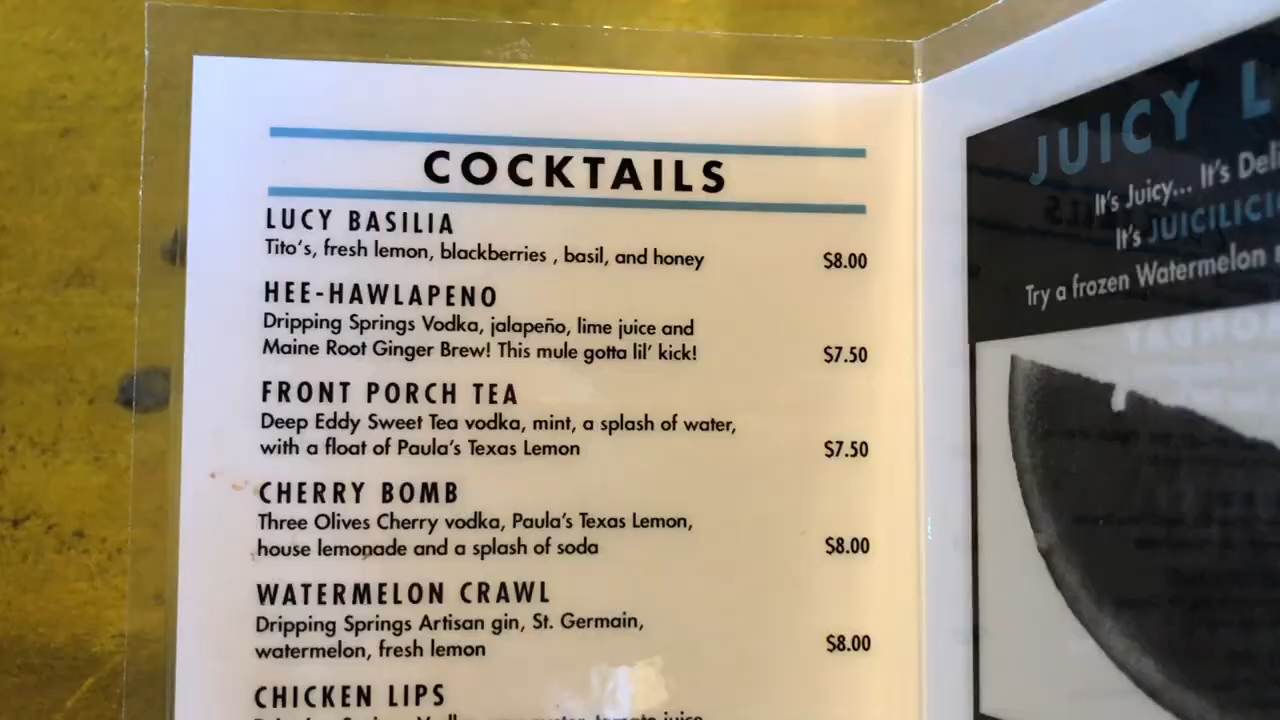 COCKTAILS
LUCY BASILIA
Tito's, fresh lemon, blackberries , basil, and honey $8.00
HEE-HAWLAPENO
Dripping Springs Vodka, jalapeño, lime juice and
Maine Root Ginger Brew! This mule gotta lil' kick! $7.50
FRONT PORCH TEA
Deep Eddy Sweet Tea vodka, mint, a splash of water,
with a float of Paula's Texas Lemon $7.50
CHERRY BOMB
Three Olives Cherry vodka, Paula's Texas Lemon,
house lemonade and a splash of soda $8.00
WATERMELON CRAWL
Dripping Springs Artisan gin, St. Germain,
watermelon, fresh lemon $8.00
CHICKEN LIPS
JUICY L
It's Juicy... It's Deli
It's JUICILICI
Try a frozen Watermelon